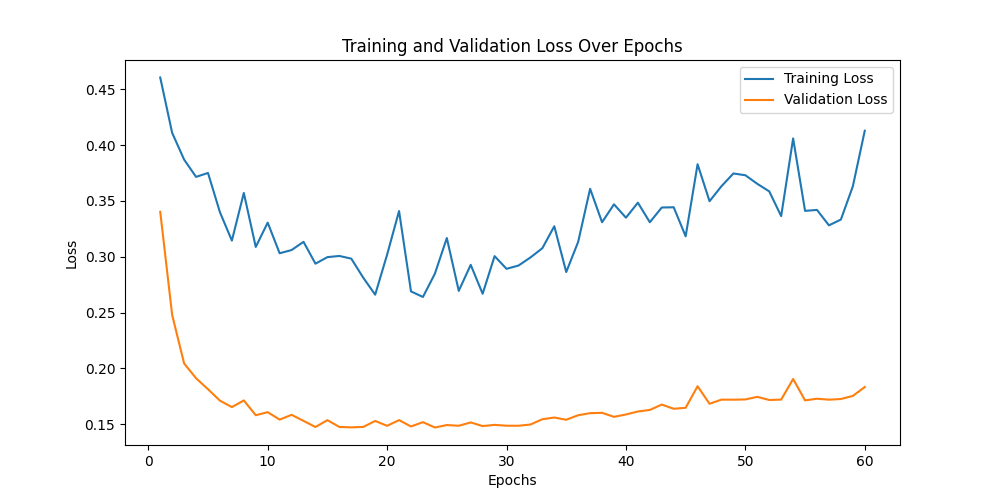 Training and Validation Loss Over Epochs
Training Loss
Validation Loss
0.45
0.40
0.35
0.30
0.25
0.20
0.15
Loss
0 10 20 30 40 50 60
Epochs